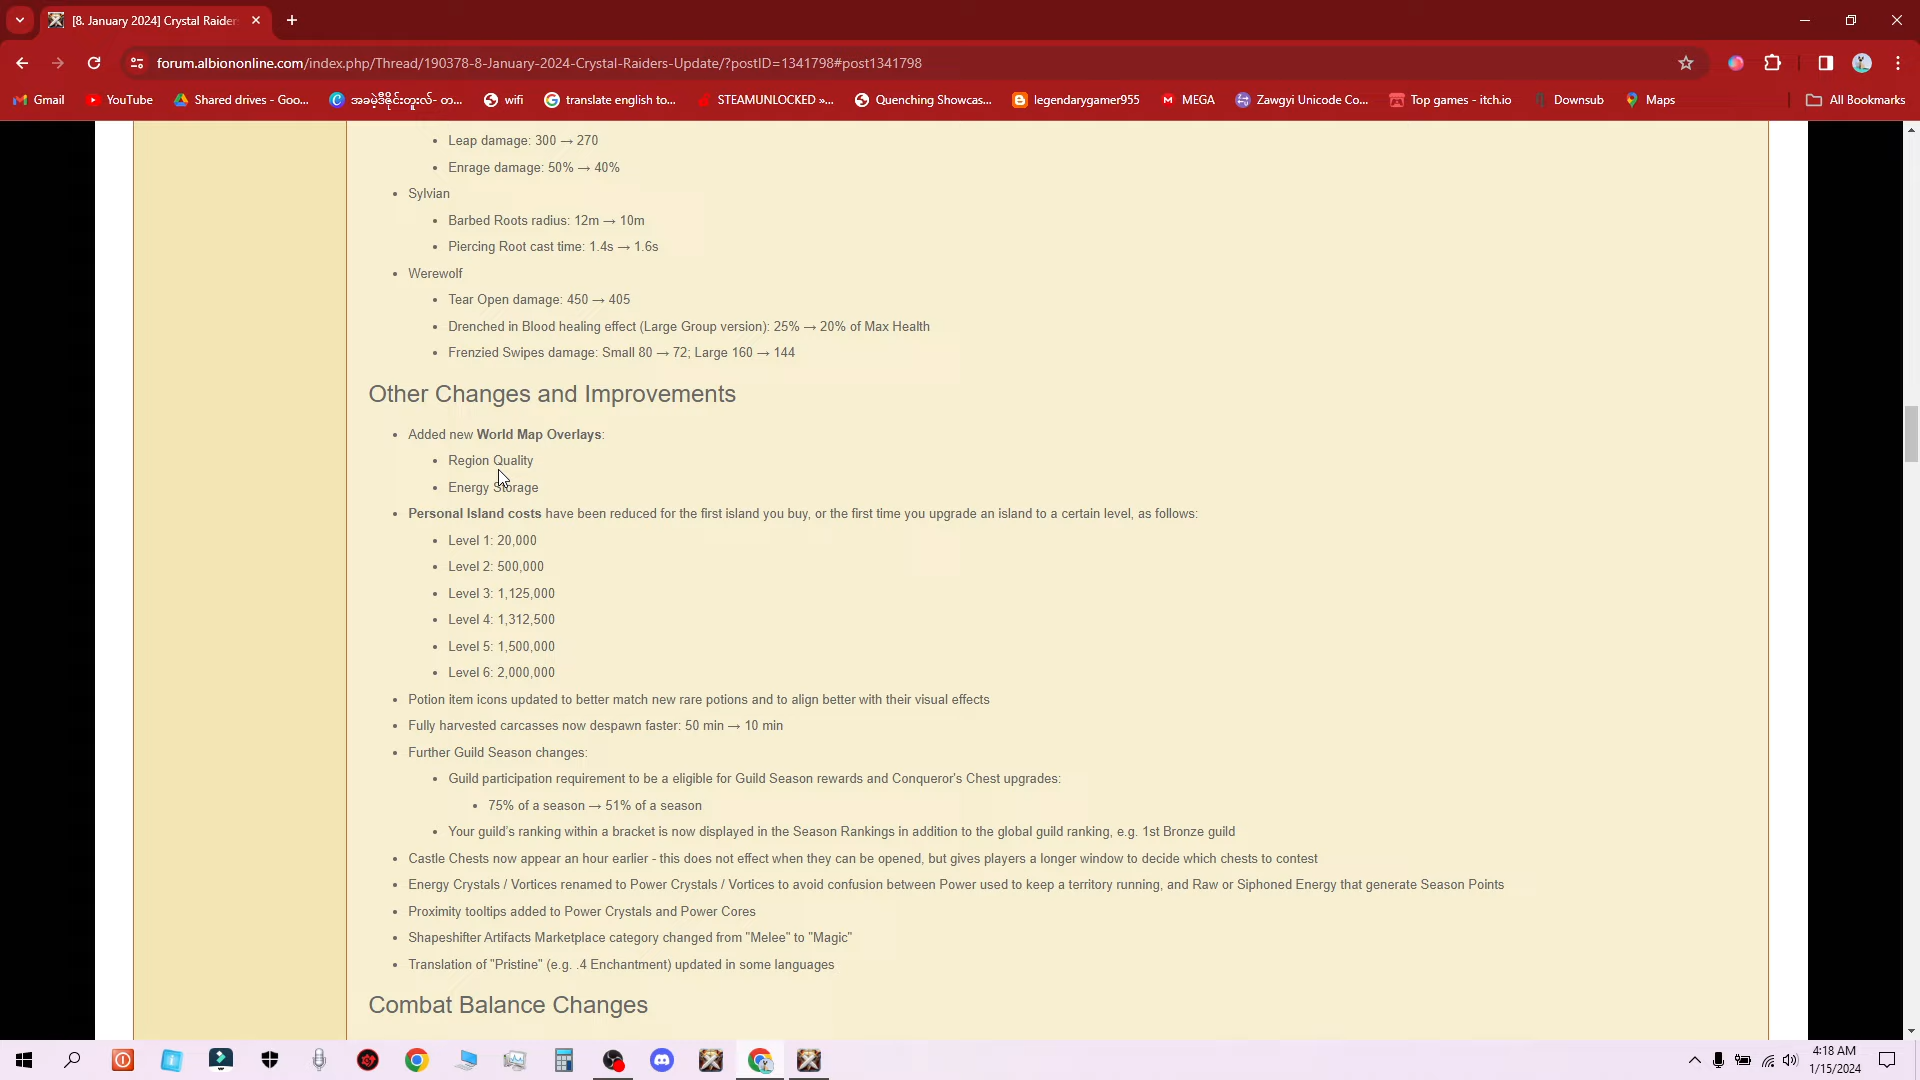 [8. January 2024] Crystal Raider
forum.albiononline.com/index.php/Thread/190378-8-January-2024-Crystal-Raiders-Update/?postID=1341798#post1341798
Gmail
YouTube
Shared drives - Goo...
wifi
translate english to...
STEAMUNLOCKED »...
Quenching Showcas...
legendarygamer955
MEGA
Zawgyi Unicode Co...
Top games - itch.io
Downsub
Maps
All Bookmarks
Leap damage: 300 → 270
Enrage damage: 50% → 40%
Sylvian
Barbed Roots radius: 12m → 10m
Piercing Root cast time: 1.4s → 1.6s
Werewolf
Tear Open damage: 450 → 405
Drenched in Blood healing effect (Large Group version): 25% → 20% of Max Health
Frenzied Swipes damage: Small 80 → 72; Large 160 → 144
Other Changes and Improvements
Added new World Map Overlays:
Region Quality
Energy Storage
Personal Island costs have been reduced for the first island you buy, or the first time you upgrade an island to a certain level, as follows:
Level 1: 20,000
Level 2: 500,000
Level 3: 1,125,000
Level 4: 1,312,500
Level 5: 1,500,000
Level 6: 2,000,000
Potion item icons updated to better match new rare potions and to align better with their visual effects
Fully harvested carcasses now despawn faster: 50 min → 10 min
Further Guild Season changes:
Guild participation requirement to be a eligible for Guild Season rewards and Conqueror's Chest upgrades:
75% of a season → 51% of a season
Your guild's ranking within a bracket is now displayed in the Season Rankings in addition to the global guild ranking, e.g. 1st Bronze guild
Castle Chests now appear an hour earlier - this does not effect when they can be opened, but gives players a longer window to decide which chests to contest
Energy Crystals / Vortices renamed to Power Crystals / Vortices to avoid confusion between Power used to keep a territory running, and Raw or Siphoned Energy that generate Season Points
Proximity tooltips added to Power Crystals and Power Cores
Shapeshifter Artifacts Marketplace category changed from "Melee" to "Magic"
Translation of "Pristine" (e.g. .4 Enchantment) updated in some languages
Combat Balance Changes
4:18 AM
1/15/2024